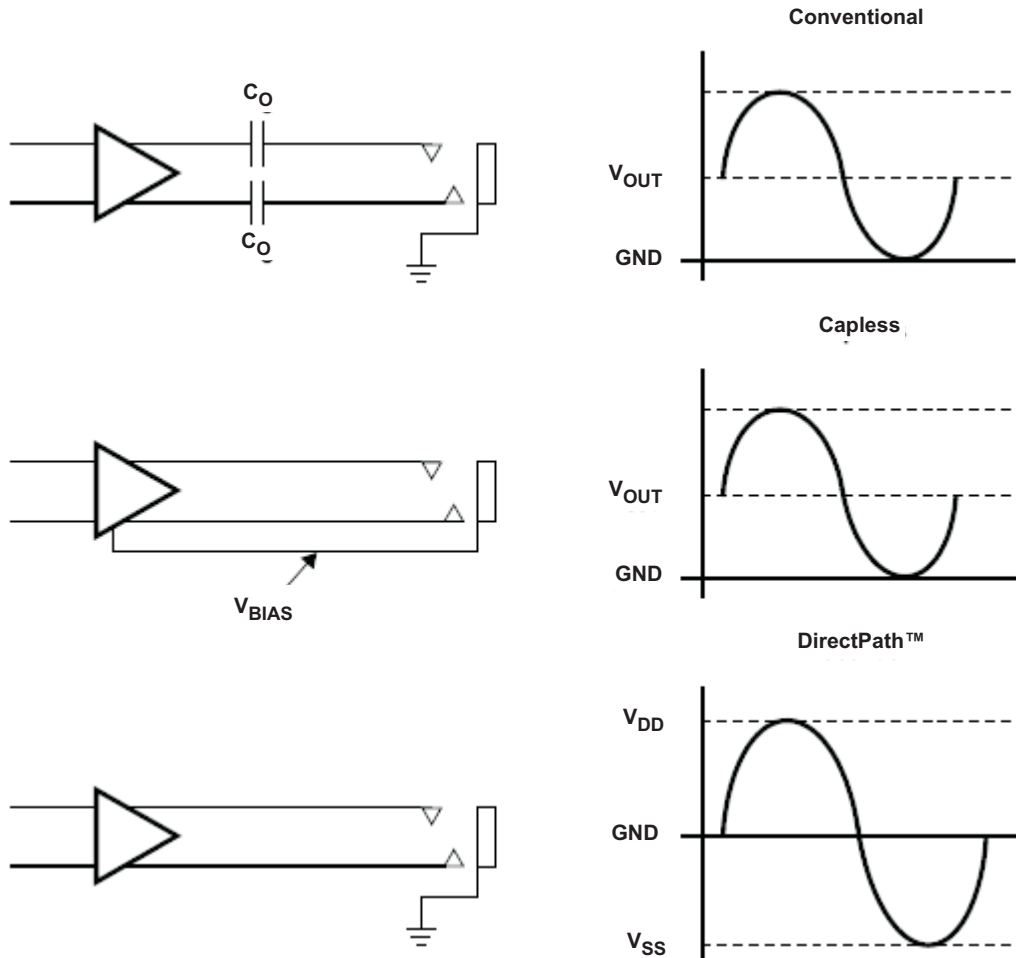 Conventional
C_O
C_O
V_OUT
GND
Capless
V_OUT
GND
V_BIAS
DirectPath™
V_DD
GND
V_SS